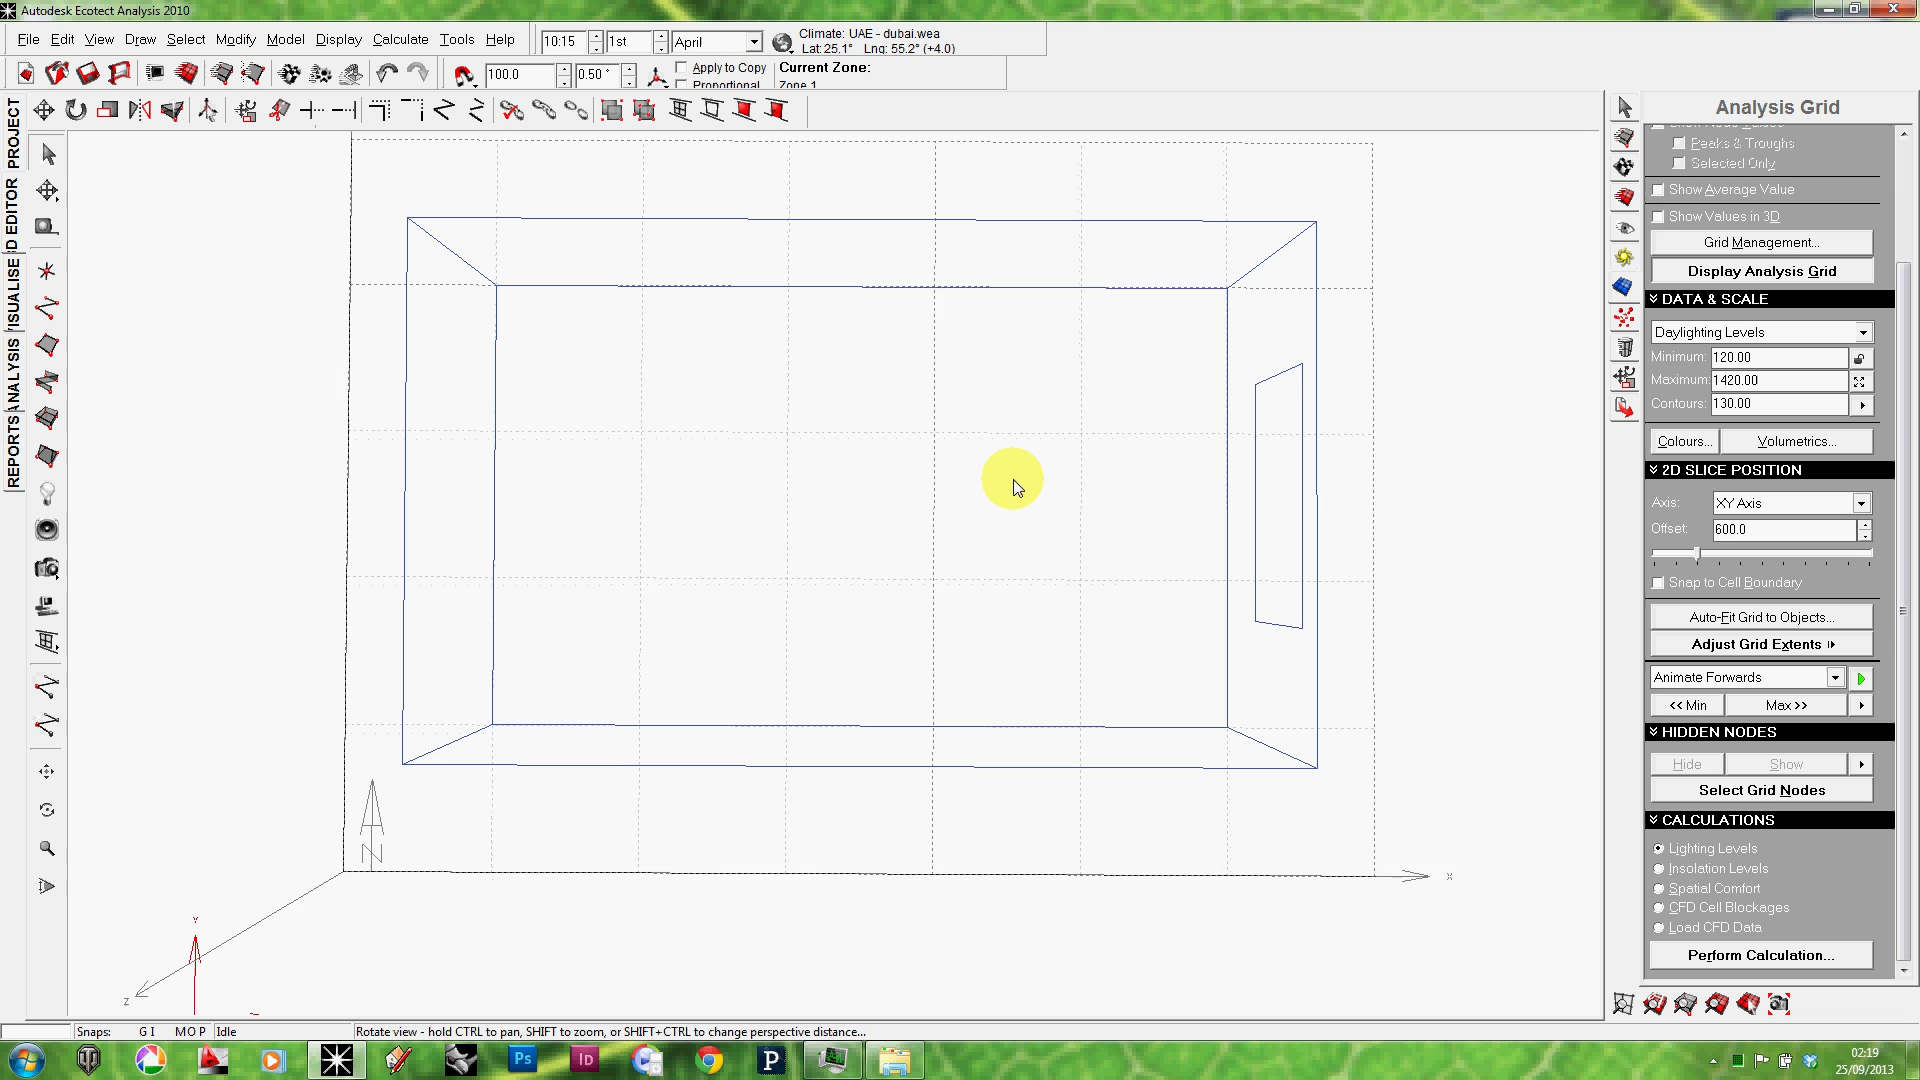 Autodesk Ecotect Analysis 2010
File Edit View Draw Select Modify Model Display Calculate Tools Help
10:15 1st April
Climate: UAE - dubai.wea
Lat: 25.1° Lng: 55.2° (+4.0)
100.0 0.50 ° Apply to Copy
Proportional
Current Zone:
Zone 1
PROJECT
3D EDITOR
VISUALISE
ANALYSIS
REPORTS
N
X
Y
Z
Analysis Grid
Show Node Values
Peaks & Troughs
Selected Only
Show Average Value
Show Values in 3D
Grid Management...
Display Analysis Grid
DATA & SCALE
Daylighting Levels
Minimum: 120.00
Maximum: 1420.00
Contours: 130.00
Colours... Volumetrics...
2D SLICE POSITION
Axis: XY Axis
Offset: 600.0
Snap to Cell Boundary
Auto-Fit Grid to Objects...
Adjust Grid Extents
Animate Forwards
<< Min Max >>
HIDDEN NODES
Hide Show
Select Grid Nodes
CALCULATIONS
Lighting Levels
Insolation Levels
Spatial Comfort
CFD Cell Blockages
Load CFD Data
Perform Calculation...
Snaps: G I M O P Idle Rotate view - hold CTRL to pan, SHIFT to zoom, or SHIFT+CTRL to change perspective distance...
Ps Id P
02:19
25/09/2013